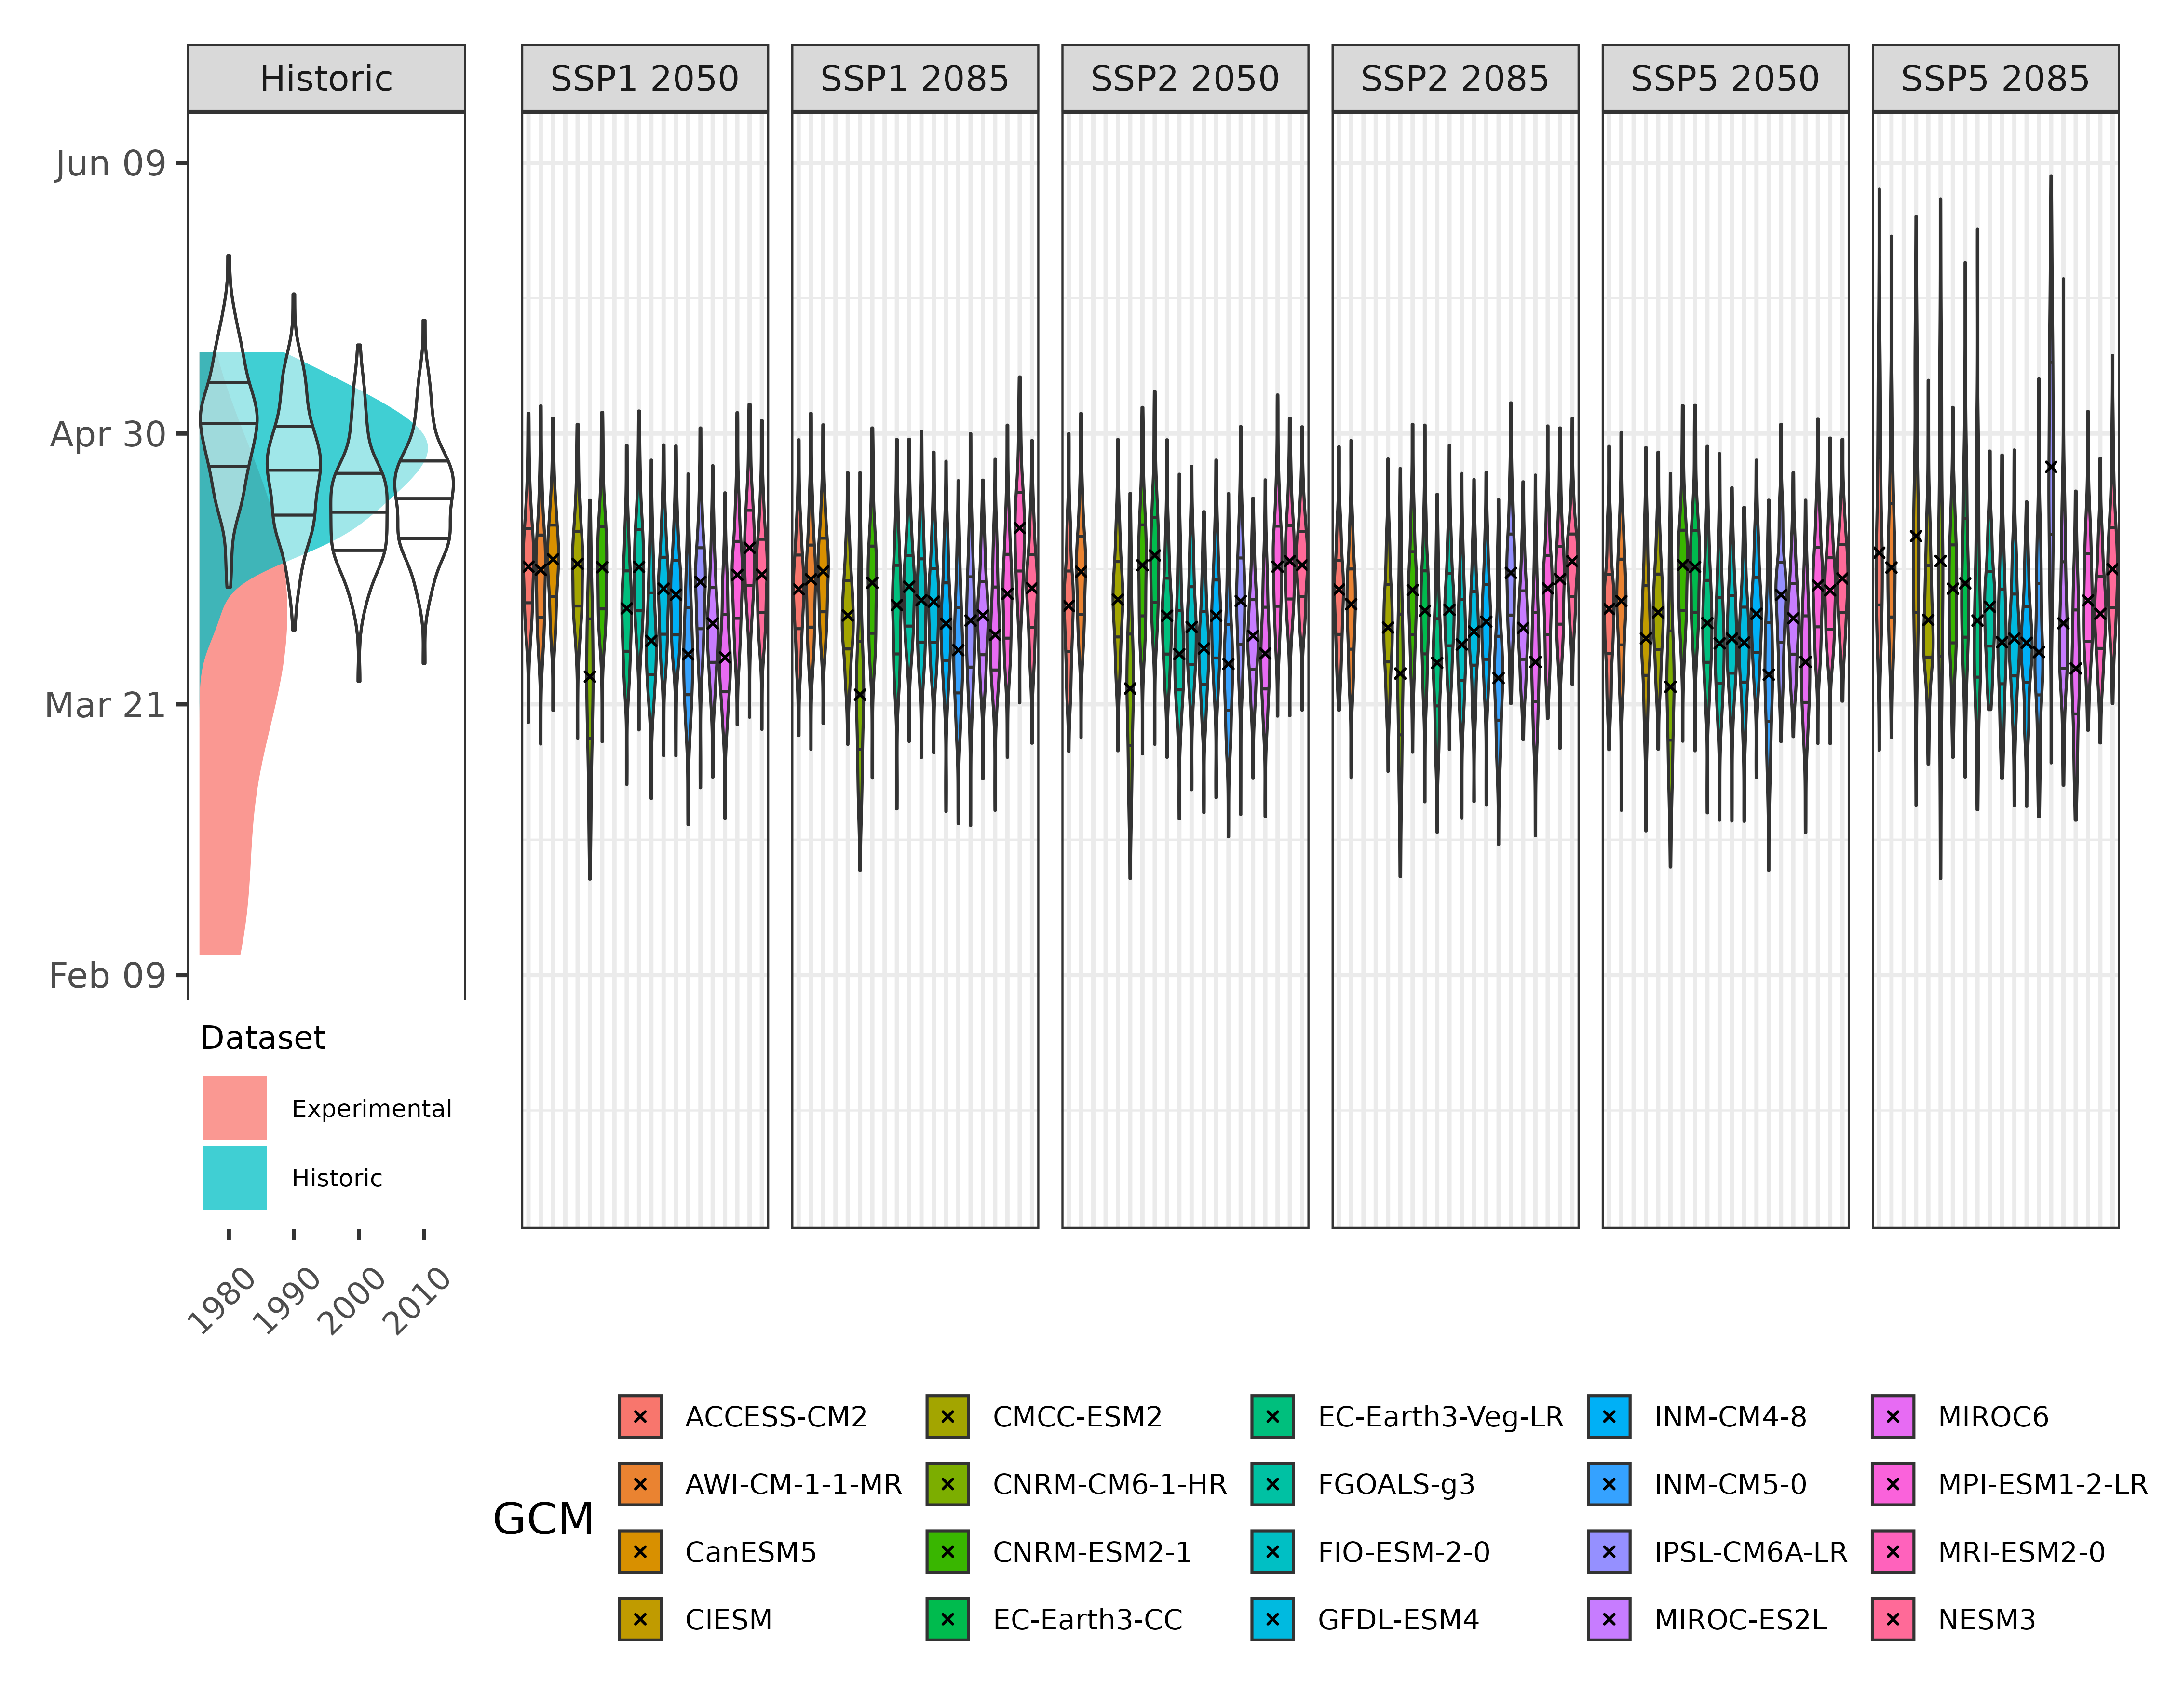 Historic
SSP1 2050
SSP1 2085
SSP2 2050
SSP2 2085
SSP5 2050
SSP5 2085
Jun 09
Apr 30
Mar 21
Feb 09
Dataset
Experimental
Historic
1980
1990
2000
2010
GCM
ACCESS-CM2
AWI-CM-1-1-MR
CanESM5
CIESM
CMCC-ESM2
CNRM-CM6-1-HR
CNRM-ESM2-1
EC-Earth3-CC
EC-Earth3-Veg-LR
FGOALS-g3
FIO-ESM-2-0
GFDL-ESM4
INM-CM4-8
INM-CM5-0
IPSL-CM6A-LR
MIROC-ES2L
MIROC6
MPI-ESM1-2-LR
MRI-ESM2-0
NESM3